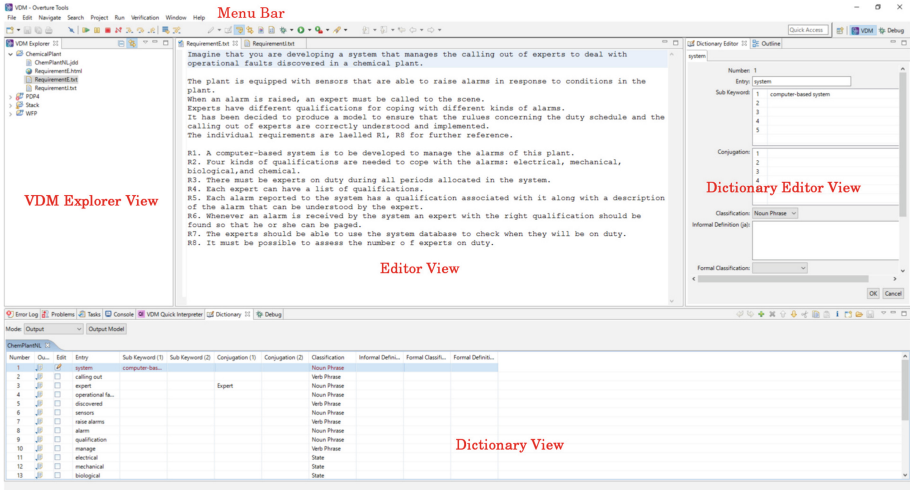 VDM - Overture Tools
File Edit Navigate Search Project Run Verification Window Help
Menu Bar
Quick Access
VDM Debug
VDM Explorer
ChemicalPlant
ChemPlantNL.jdd
RequirementE.html
RequirementE.txt
RequirementJ.txt
PDP4
Stack
WFP
VDM Explorer View
RequirementE.txt RequirementJ.txt
Imagine that you are developing a system that manages the calling out of experts to deal with
operational faults discovered in a chemical plant.
The plant is equipped with sensors that are able to raise alarms in response to conditions in the
plant.
When an alarm is raised, an expert must be called to the scene.
Experts have different qualifications for coping with different kinds of alarms.
It has been decided to produce a model to ensure that the rulues concerning the duty schedule and the
calling out of experts are correctly understood and implemented.
The individual requirements are laelled R1, R8 for further reference.
R1. A computer-based system is to be developed to manage the alarms of this plant.
R2. Four kinds of qualifications are needed to cope with the alarms: electrical, mechanical,
biological,and chemical.
R3. There must be experts on duty during all periods allocated in the system.
R4. Each expert can have a list of qualifications.
R5. Each alarm reported to the system has a qualification associated with it along with a description
of the alarm that can be understood by the expert.
R6. Whenever an alarm is received by the system an expert with the right qualification should be
found so that he or she can be paged.
R7. The experts should be able to use the system database to check when they will be on duty.
R8. It must be possible to assess the number o f experts on duty.
Editor View
Dictionary Editor Outline
system
Number: 1
Entry: system
Sub Keyword: 1 computer-based system
2
3
4
5
Conjugation: 1
2
3
4
Dictionary Editor View
Classification: Noun Phrase
Informal Definition (ja):
Formal Classification:
OK Cancel
Error Log Problems Tasks Console VDM Quick Interpreter Dictionary Debug
Mode: Output Output Model
ChemPlantNL
Number Ou... Edit Entry Sub Keyword (1) Sub Keyword (2) Conjugation (1) Conjugation (2) Classification Informal Defini... Formal Classifi... Formal Definiti...
1 system computer-bas... Noun Phrase
2 calling out Verb Phrase
3 expert Expert Noun Phrase
4 operational fa... Noun Phrase
5 discovered Verb Phrase
6 sensors Noun Phrase
7 raise alarms Verb Phrase
8 alarm Noun Phrase
9 qualification Noun Phrase
10 manage Verb Phrase
11 electrical State
12 mechanical State
13 biological State
Dictionary View